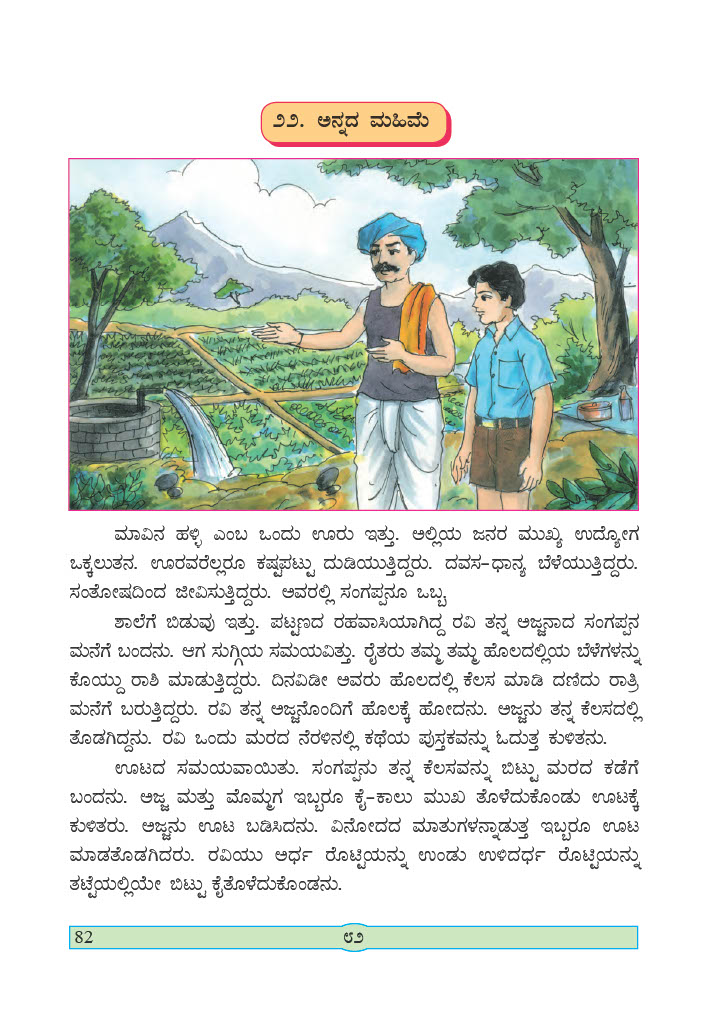 ೨೨. ಅನ್ನದ ಮಹಿಮೆ
ಮಾವಿನ ಹಳ್ಳಿ ಎಂಬ ಒಂದು ಊರು ಇತ್ತು. ಅಲ್ಲಿಯ ಜನರ ಮುಖ್ಯ ಉದ್ಯೋಗ
ಒಕ್ಕಲುತನ. ಊರವರೆಲ್ಲರೂ ಕಷ್ಟಪಟ್ಟು ದುಡಿಯುತ್ತಿದ್ದರು. ದವಸ-ಧಾನ್ಯ ಬೆಳೆಯುತ್ತಿದ್ದರು.
ಸಂತೋಷದಿಂದ ಜೀವಿಸುತ್ತಿದ್ದರು. ಅವರಲ್ಲಿ ಸಂಗಪ್ಪನೂ ಒಬ್ಬ
ಶಾಲೆಗೆ ಬಿಡುವು ಇತ್ತು. ಪಟ್ಟಣದ ರಹವಾಸಿಯಾಗಿದ್ದ ರವಿ ತನ್ನ ಅಜ್ಜನಾದ ಸಂಗಪ್ಪನ
ಮನೆಗೆ ಬಂದನು. ಆಗ ಸುಗ್ಗಿಯ ಸಮಯವಿತ್ತು. ರೈತರು ತಮ್ಮ ತಮ್ಮ ಹೊಲದಲ್ಲಿಯ ಬೆಳೆಗಳನ್ನು
ಕೊಯ್ದು ರಾಶಿ ಮಾಡುತ್ತಿದ್ದರು. ದಿನವಿಡೀ ಅವರು ಹೊಲದಲ್ಲಿ ಕೆಲಸ ಮಾಡಿ ದಣಿದು ರಾತ್ರಿ
ಮನೆಗೆ ಬರುತ್ತಿದ್ದರು. ರವಿ ತನ್ನ ಅಜ್ಜನೊಂದಿಗೆ ಹೊಲಕ್ಕೆ ಹೋದನು. ಅಜ್ಜನು ತನ್ನ ಕೆಲಸದಲ್ಲಿ
ತೊಡಗಿದ್ದನು. ರವಿ ಒಂದು ಮರದ ನೆರಳಿನಲ್ಲಿ ಕಥೆಯ ಪುಸ್ತಕವನ್ನು ಓದುತ್ತ ಕುಳಿತನು.
ಊಟದ ಸಮಯವಾಯಿತು. ಸಂಗಪ್ಪನು ತನ್ನ ಕೆಲಸವನ್ನು ಬಿಟ್ಟು ಮರದ ಕಡೆಗೆ
ಬಂದನು. ಅಜ್ಜ ಮತ್ತು ಮೊಮ್ಮಗ ಇಬ್ಬರೂ ಕೈ-ಕಾಲು ಮುಖ ತೊಳೆದುಕೊಂಡು ಊಟಕ್ಕೆ
ಕುಳಿತರು. ಅಜ್ಜನು ಊಟ ಬಡಿಸಿದನು. ವಿನೋದದ ಮಾತುಗಳನ್ನಾಡುತ್ತ ಇಬ್ಬರೂ ಊಟ
ಮಾಡತೊಡಗಿದರು. ರವಿಯು ಅರ್ಧ ರೊಟ್ಟಿಯನ್ನು ಉಂಡು ಉಳಿದರ್ಧ ರೊಟ್ಟಿಯನ್ನು
ತಟ್ಟೆಯಲ್ಲಿಯೇ ಬಿಟ್ಟು ಕೈತೊಳೆದುಕೊಂಡನು.
82 ೮೨